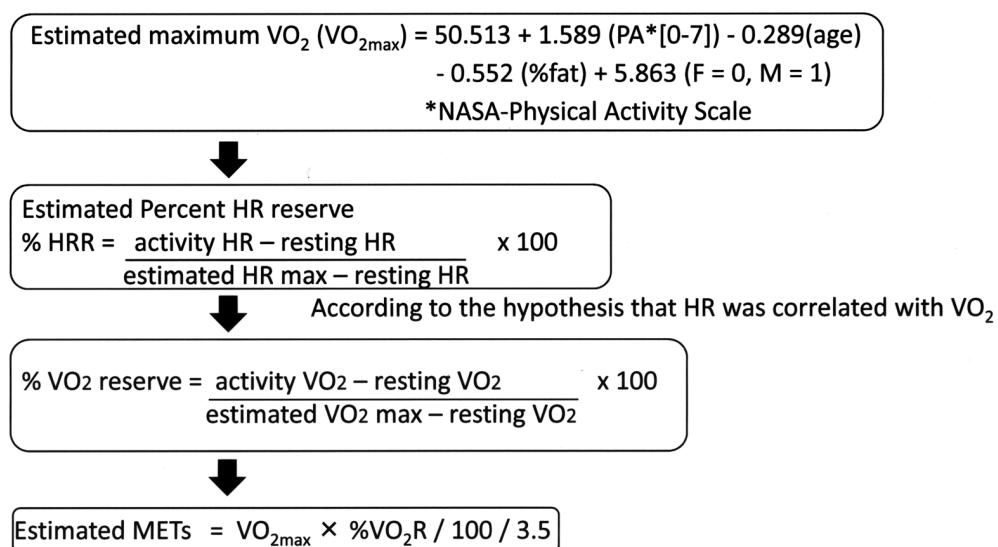 Estimated maximum VO₂ (VO₂max) = 50.513 + 1.589 (PA*[0-7]) - 0.289(age)
- 0.552 (%fat) + 5.863 (F = 0, M = 1)
*NASA-Physical Activity Scale
Estimated Percent HR reserve
% HRR = activity HR – resting HR x 100
estimated HR max – resting HR
According to the hypothesis that HR was correlated with VO₂
% VO2 reserve = activity VO2 – resting VO2 x 100
estimated VO2 max – resting VO2
Estimated METs = VO₂max × %VO₂R / 100 / 3.5